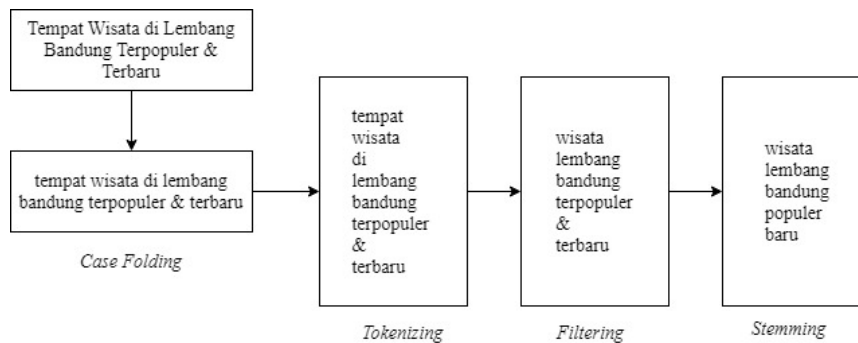 Tempat Wisata di Lembang
Bandung Terpopuler &
Terbaru
tempat wisata di lembang
bandung terpopuler & terbaru
Case Folding
tempat
wisata
di
lembang
bandung
terpopuler
&
terbaru
Tokenizing
wisata
lembang
bandung
terpopuler
&
terbaru
Filtering
wisata
lembang
bandung
populer
baru
Stemming